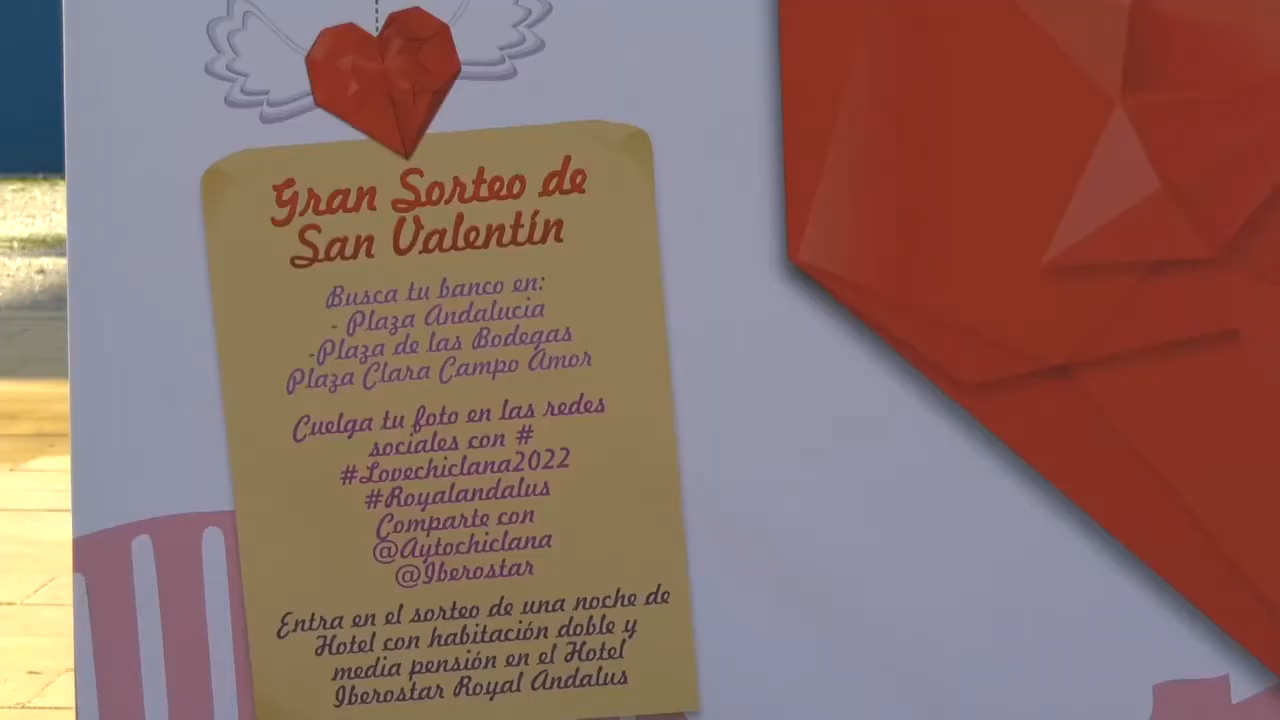 Gran Sorteo de
San Valentín
Busca tu banco en:
- Plaza Andalucia
-Plaza de las Bodegas
Plaza Clara Campo Amor
Cuelga tu foto en las redes
sociales con #
#Lovechiclana2022
#Royalandalus
Comparte con
@Aytochiclana
@Iberostar
Entra en el sorteo de una noche de
Hotel con habitación doble y
media pensión en el Hotel
Iberostar Royal Andalus